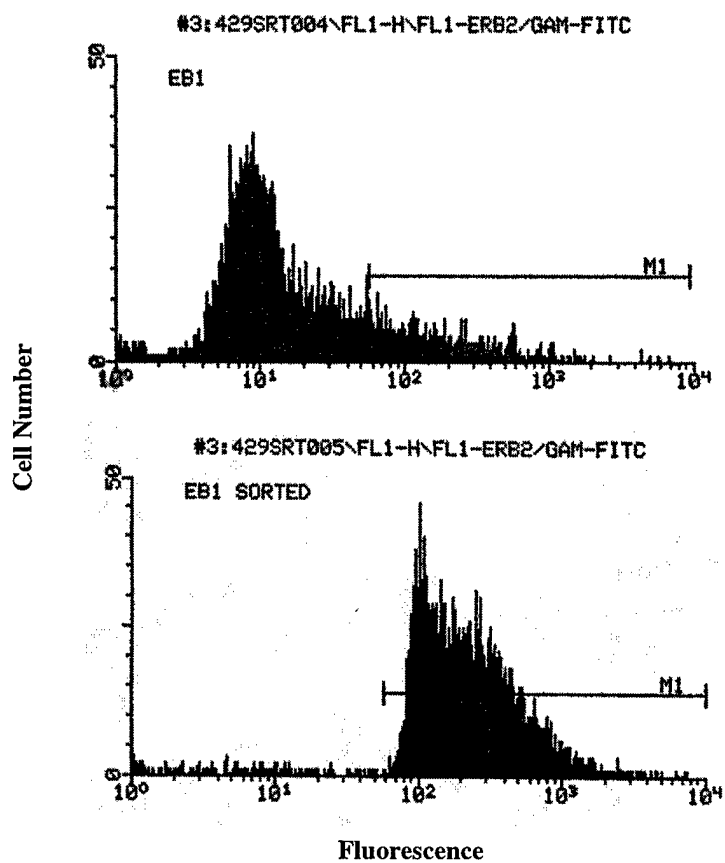 #3:429SRT004\FL1-H\FL1-ERB2/GAM-FITC
50
EB1
M1
0
10⁰ 10¹ 10² 10³ 10⁴
Cell Number
#3:429SRT005\FL1-H\FL1-ERB2/GAM-FITC
50
EB1 SORTED
M1
0
10⁰ 10¹ 10² 10³ 10⁴
Fluorescence